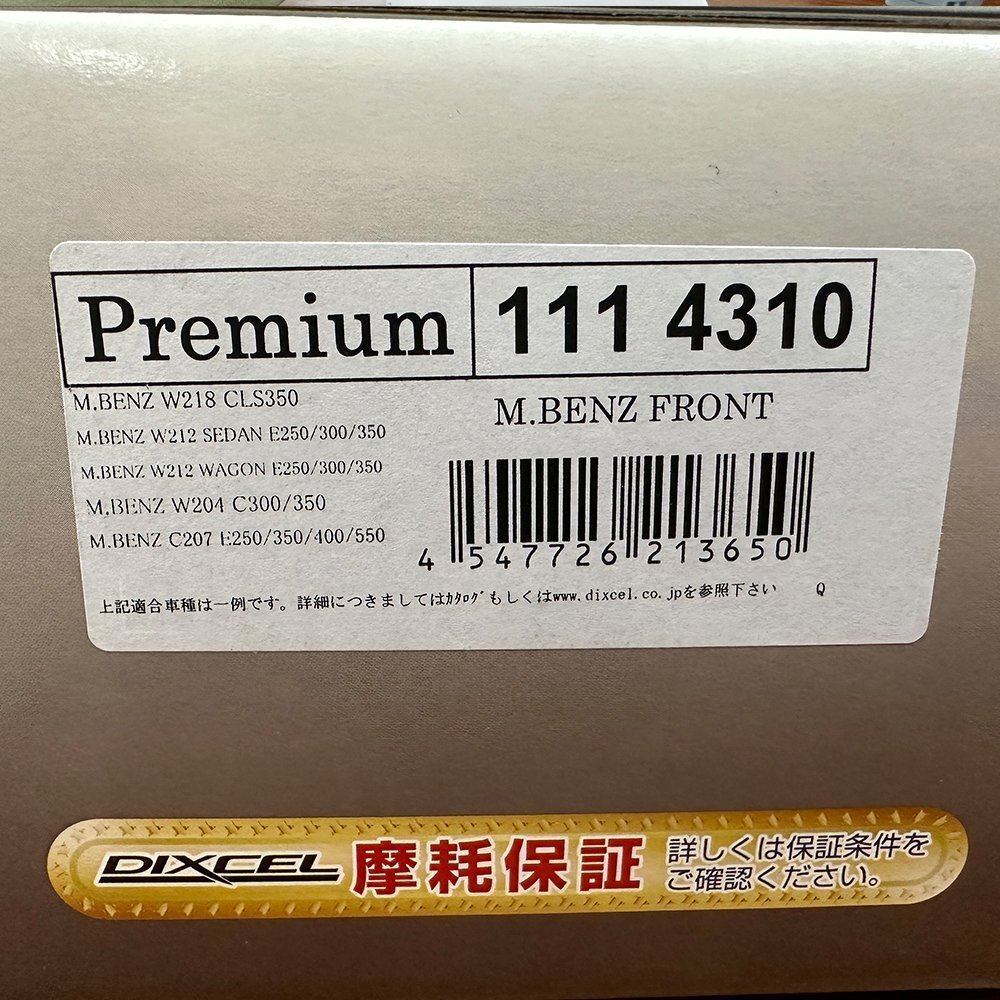 Premium
111 4310
M.BENZ W218 CLS350
M.BENZ W212 SEDAN E250/300/350
M.BENZ W212 WAGON E250/300/350
M.BENZ W204 C300/350
M.BENZ C207 E250/350/400/550
M.BENZ FRONT
4 547726 213650
上記適合車種は一例です。詳細につきましてはｶﾀﾛｸﾞもしくはwww.dixcel.co.jpを参照下さい Q
DIXCEL 摩耗保証
詳しくは保証条件を
ご確認ください。